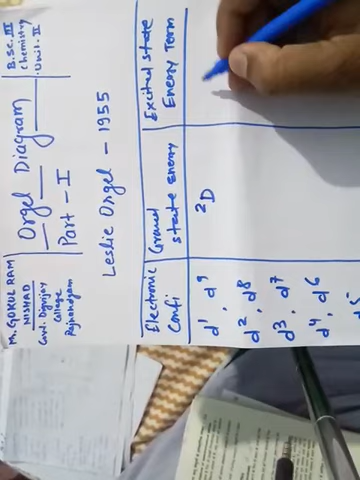 M. GOKUL RAM
NISHAD
Govt. Digvijay
College
Rajnandgaon
Orgel Diagram
Part - I
B.Sc. III
Chemistry
Unit. II
Leslie Orgel - 1955
Electronic
Confi
Ground
state energy
Excited state
Energy Term
d¹, d⁹
²D
d², d⁸
d³, d⁷
d⁴, d⁶